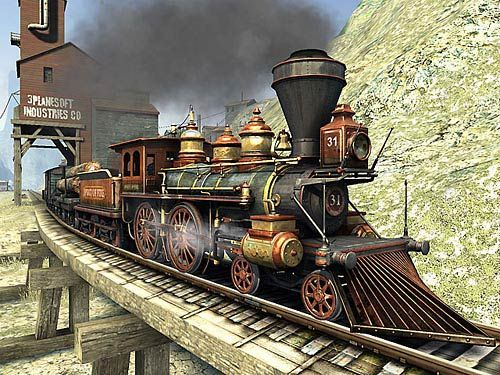 3PLANESOFT
INDUSTRIES CO
31
31